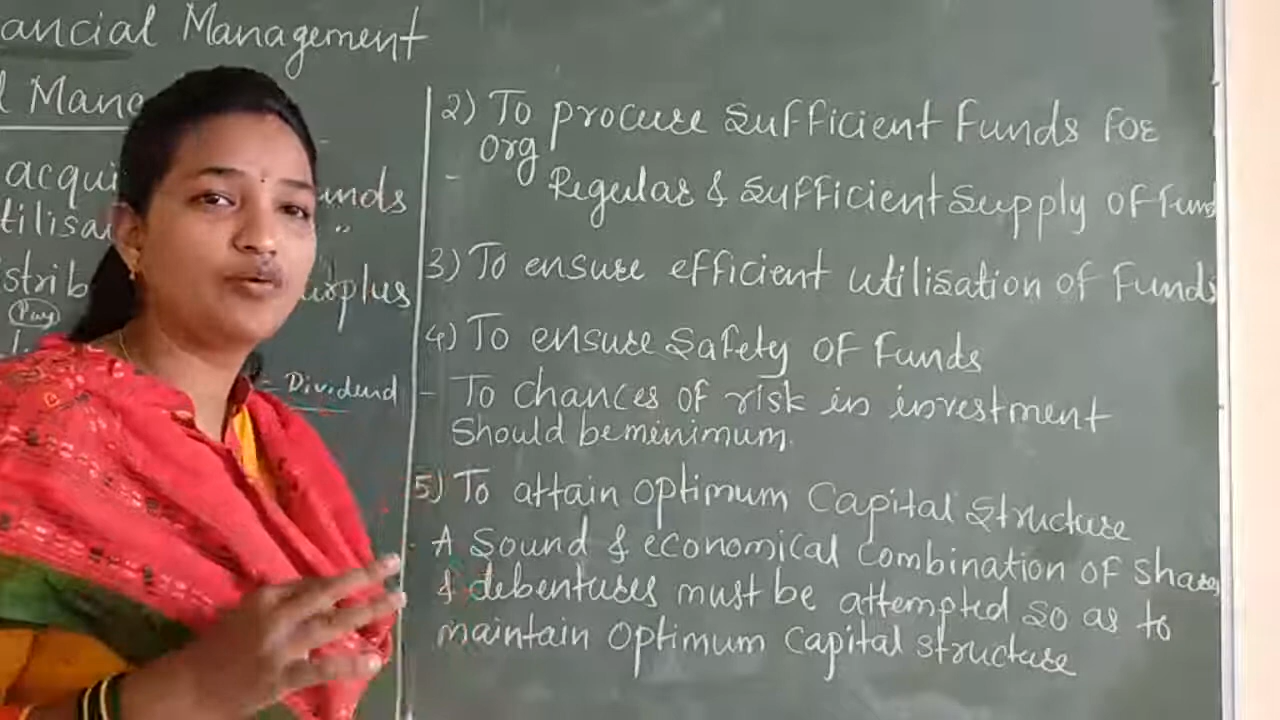 ancial Management
l Mana
acqui unds
tilisa "
strib urplus
Pay
= Dividend
2) To procure Sufficient Funds For
Org
- Regular & Sufficient Supply of Fund
3) To ensure efficient utilisation of Funds
4) To ensure Safety of Funds
- To chances of risk in investment
Should be minimum.
5) To attain optimum Capital Structure
- A Sound & economical combination of Shares
& debentures must be attempted so as to
maintain optimum Capital structure